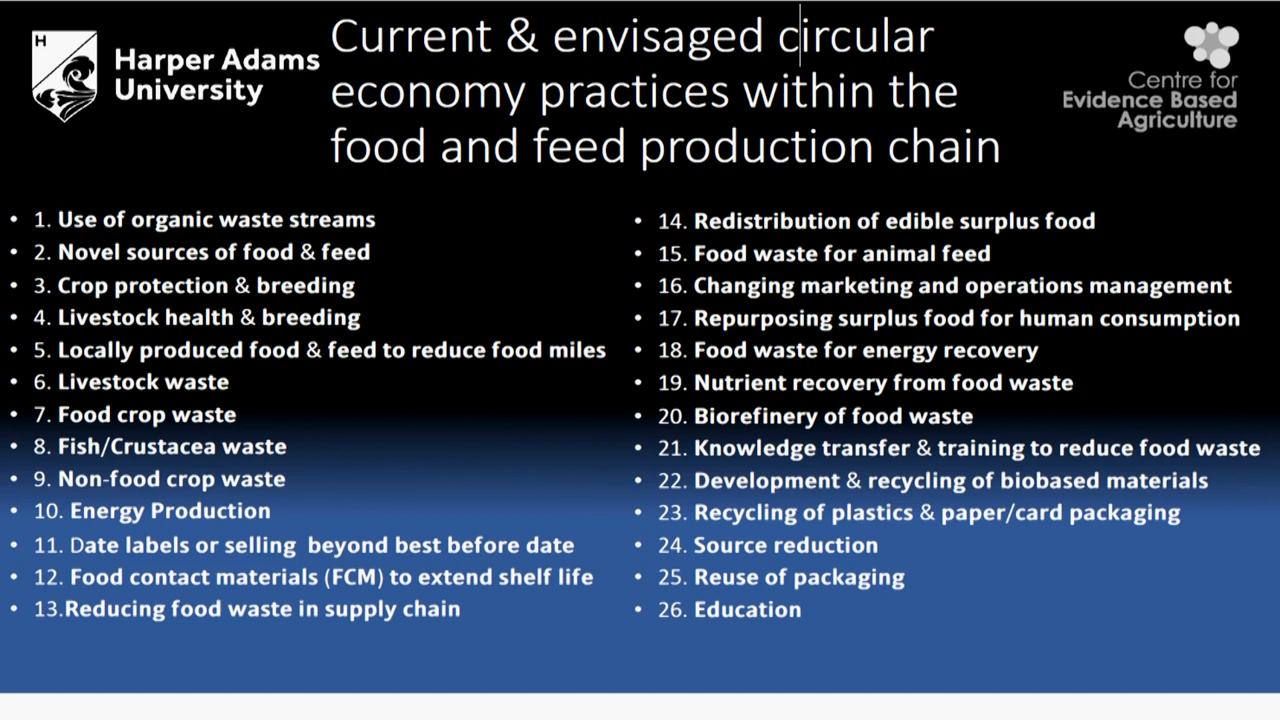 H
Harper Adams
University
Current & envisaged circular
economy practices within the
food and feed production chain
Centre for
Evidence Based
Agriculture
• 1. Use of organic waste streams
• 2. Novel sources of food & feed
• 3. Crop protection & breeding
• 4. Livestock health & breeding
• 5. Locally produced food & feed to reduce food miles
• 6. Livestock waste
• 7. Food crop waste
• 8. Fish/Crustacea waste
• 9. Non-food crop waste
• 10. Energy Production
• 11. Date labels or selling  beyond best before date
• 12. Food contact materials (FCM) to extend shelf life
• 13.Reducing food waste in supply chain
• 14. Redistribution of edible surplus food
• 15. Food waste for animal feed
• 16. Changing marketing and operations management
• 17. Repurposing surplus food for human consumption
• 18. Food waste for energy recovery
• 19. Nutrient recovery from food waste
• 20. Biorefinery of food waste
• 21. Knowledge transfer & training to reduce food waste
• 22. Development & recycling of biobased materials
• 23. Recycling of plastics & paper/card packaging
• 24. Source reduction
• 25. Reuse of packaging
• 26. Education